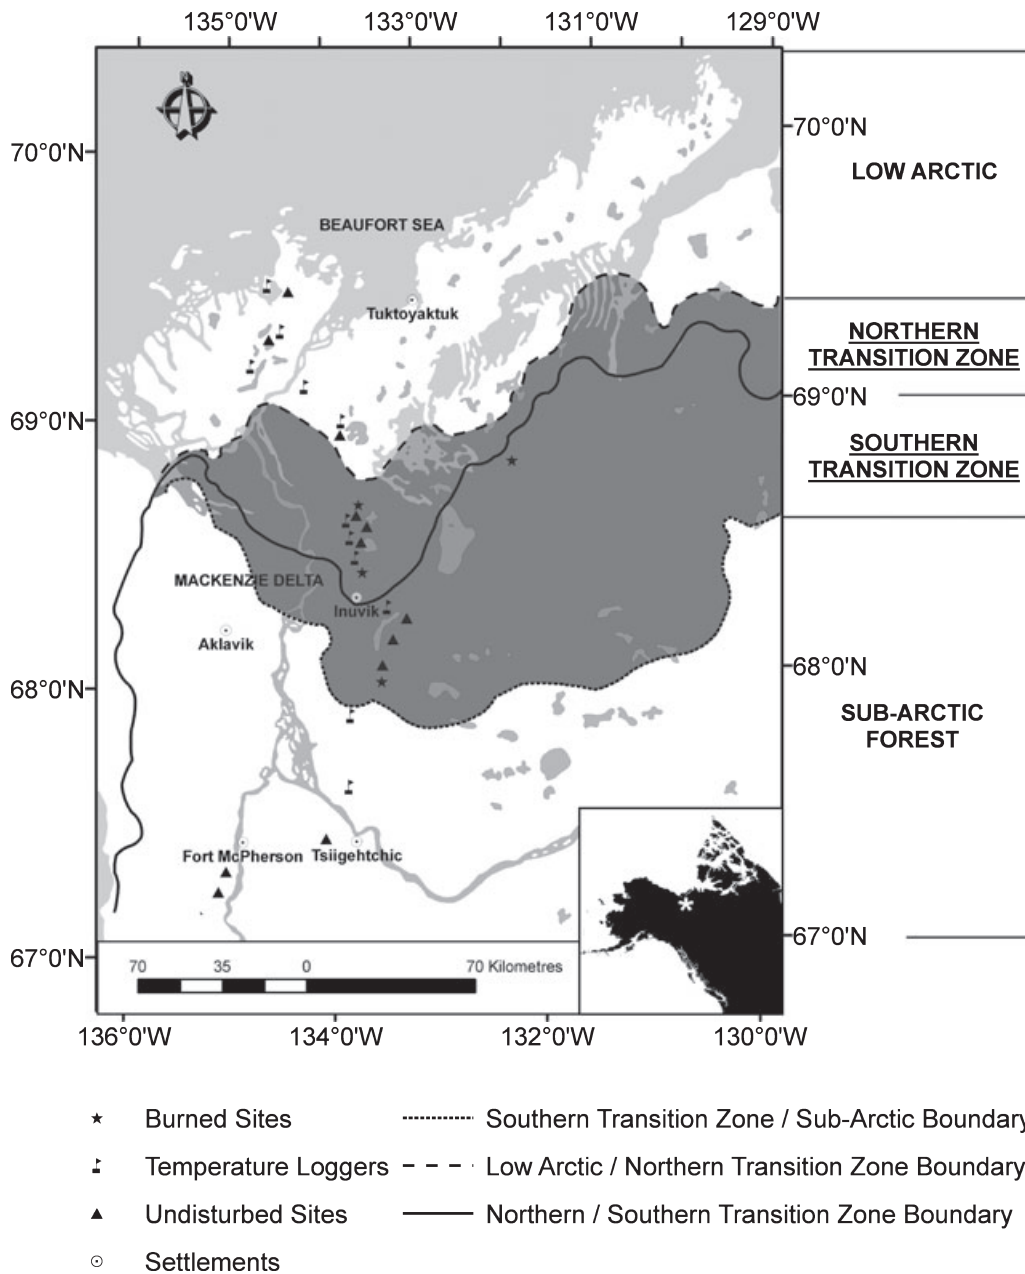 135°0'W 133°0'W 131°0'W 129°0'W
70°0'N
70°0'N
LOW ARCTIC
BEAUFORT SEA
Tuktoyaktuk
NORTHERN
TRANSITION ZONE
69°0'N
69°0'N
SOUTHERN
TRANSITION ZONE
MACKENZIE DELTA
Inuvik
Aklavik
68°0'N
68°0'N
SUB-ARCTIC
FOREST
Fort McPherson Tsiigehtchic
67°0'N
67°0'N
70 35 0 70 Kilometres
136°0'W 134°0'W 132°0'W 130°0'W
Burned Sites Southern Transition Zone / Sub-Arctic Boundary
Temperature Loggers Low Arctic / Northern Transition Zone Boundary
Undisturbed Sites Northern / Southern Transition Zone Boundary
Settlements